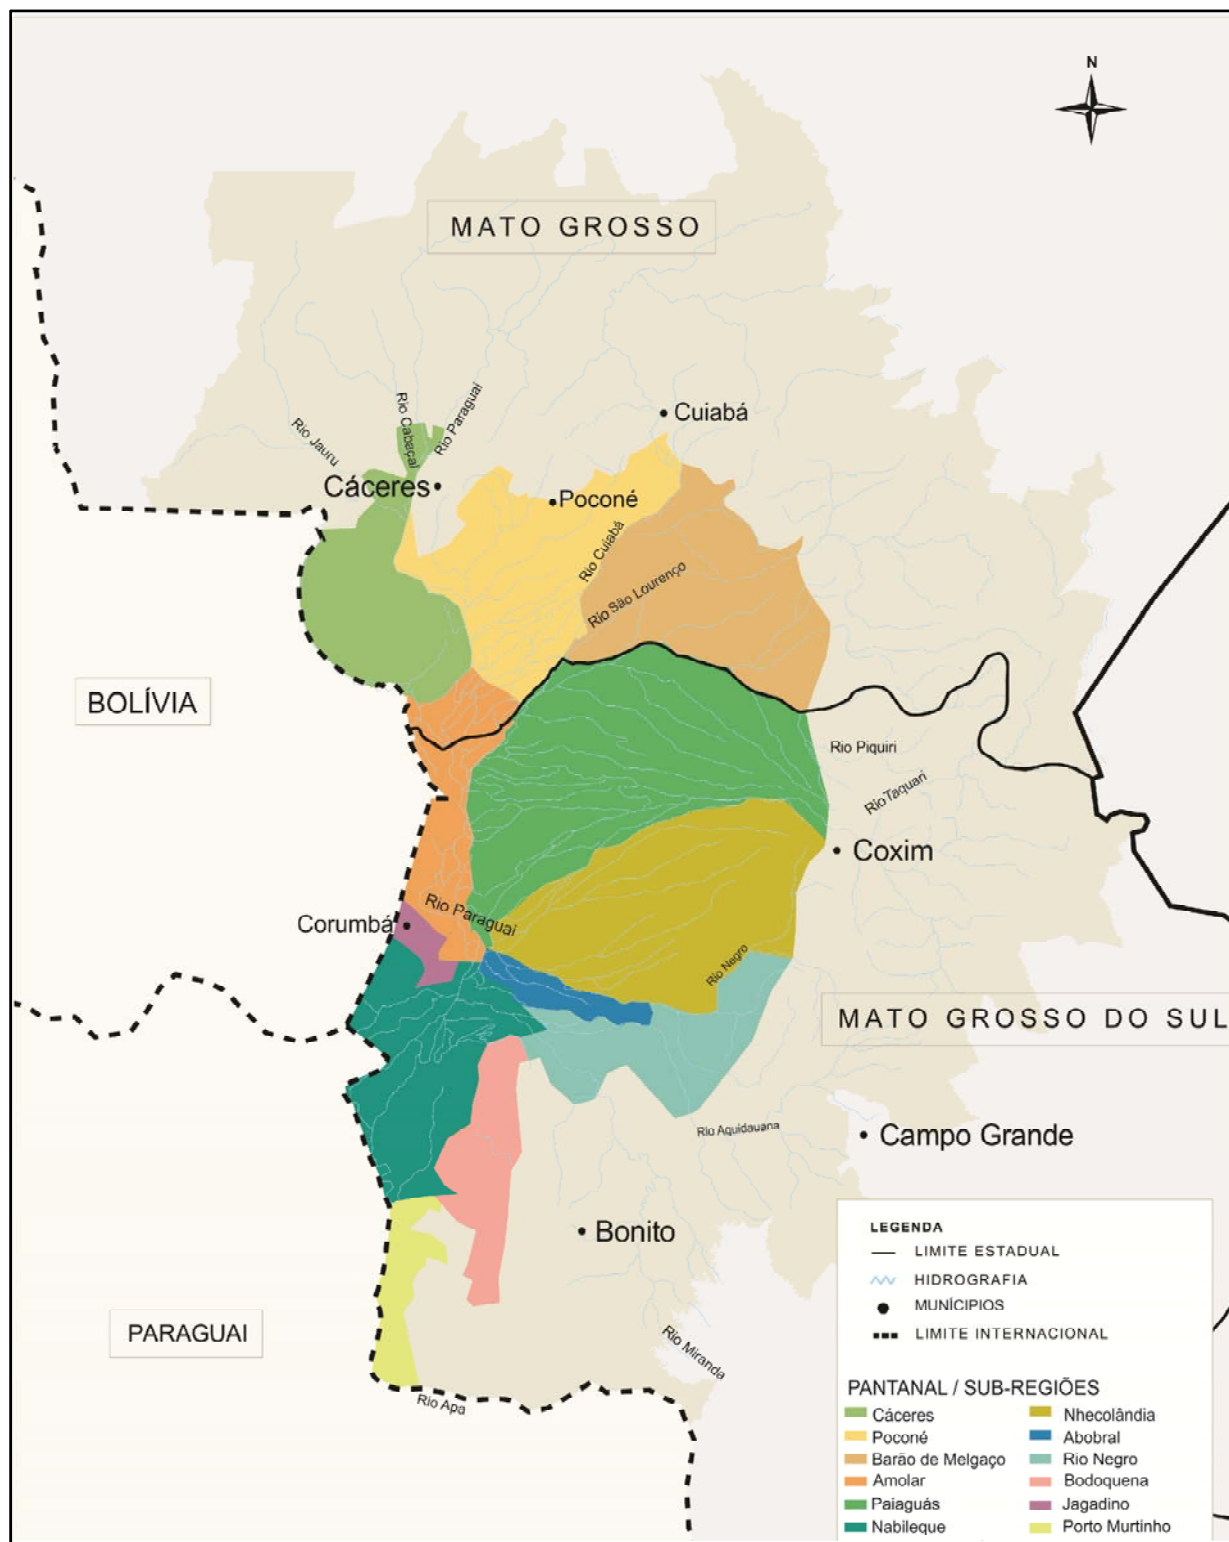 N
MATO GROSSO
Rio Paraguai
Rio Cabaçal
Rio Jauru
Cuiabá
Cáceres
Poconé
Rio Cuiabá
Rio São Lourenço
BOLÍVIA
Rio Piquiri
Rio Taquari
Coxim
Rio Paraguai
Corumbá
Rio Negro
MATO GROSSO DO SUL
Rio Aquidauana
Campo Grande
Bonito
PARAGUAI
Rio Miranda
Rio Apa
LEGENDA
LIMITE ESTADUAL
HIDROGRAFIA
MUNÍCIPIOS
LIMITE INTERNACIONAL
PANTANAL / SUB-REGIÕES
Cáceres
Poconé
Barão de Melgaço
Amolar
Paiaguás
Nabileque
Nhecolândia
Abobral
Rio Negro
Bodoquena
Jagadino
Porto Murtinho